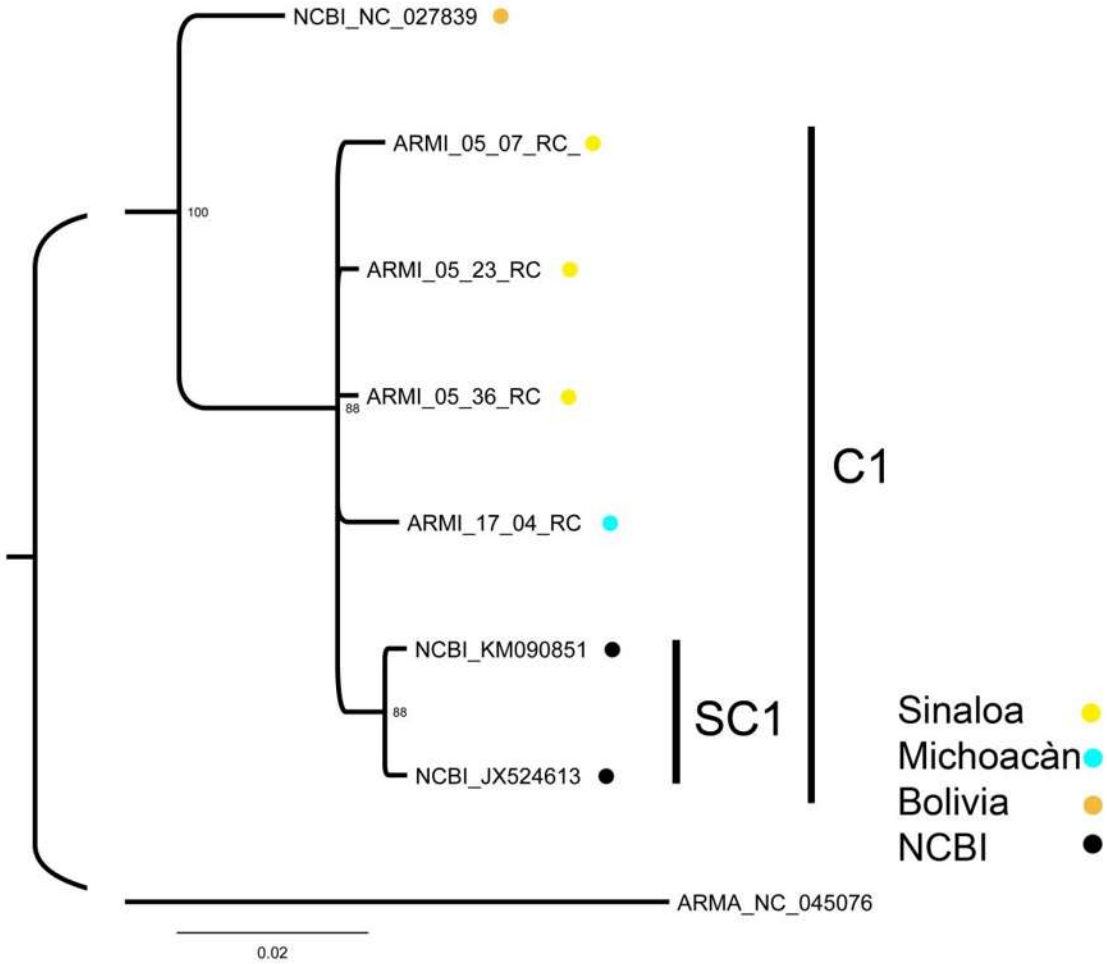 NCBI_NC_027839
ARMI_05_07_RC_
100
ARMI_05_23_RC
ARMI_05_36_RC
88
C1
ARMI_17_04_RC
NCBI_KM090851
88
SC1
NCBI_JX524613
Sinaloa
Michoacàn
Bolivia
NCBI
ARMA_NC_045076
0.02